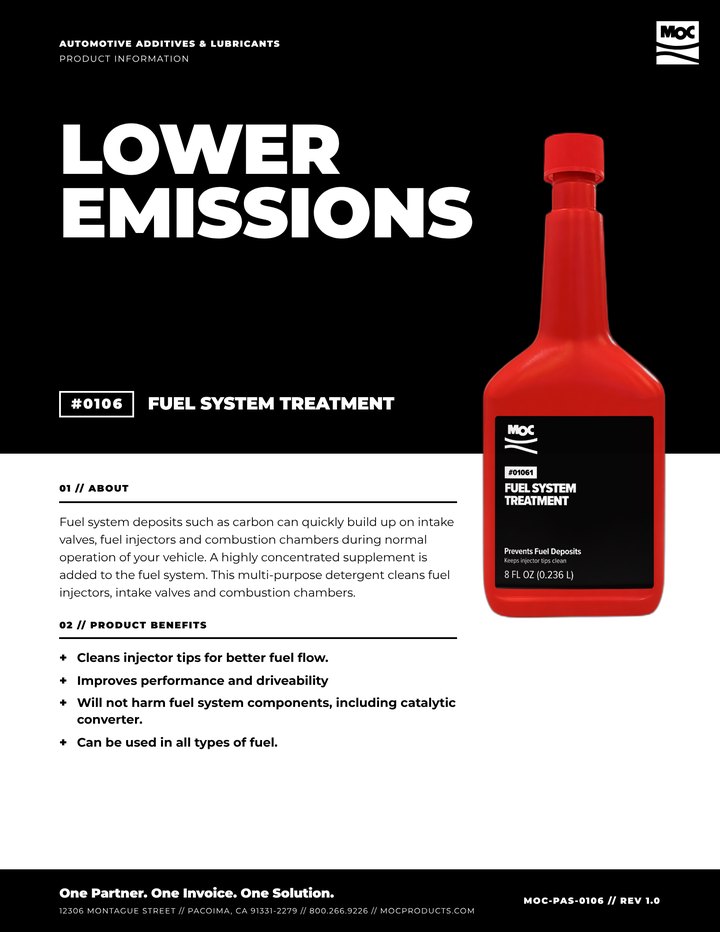 AUTOMOTIVE ADDITIVES & LUBRICANTS
PRODUCT INFORMATION
MOC
LOWER
EMISSIONS
#0106 FUEL SYSTEM TREATMENT
MOC
#01061
FUEL SYSTEM
TREATMENT
Prevents Fuel Deposits
Keeps injector tips clean
8 FL OZ (0.236 L)
01 // ABOUT
Fuel system deposits such as carbon can quickly build up on intake
valves, fuel injectors and combustion chambers during normal
operation of your vehicle. A highly concentrated supplement is
added to the fuel system. This multi-purpose detergent cleans fuel
injectors, intake valves and combustion chambers.
02 // PRODUCT BENEFITS
+ Cleans injector tips for better fuel flow.
+ Improves performance and driveability
+ Will not harm fuel system components, including catalytic
converter.
+ Can be used in all types of fuel.
One Partner. One Invoice. One Solution.
12306 MONTAGUE STREET // PACOIMA, CA 91331-2279 // 800.266.9226 // MOCPRODUCTS.COM
MOC-PAS-0106 // REV 1.0